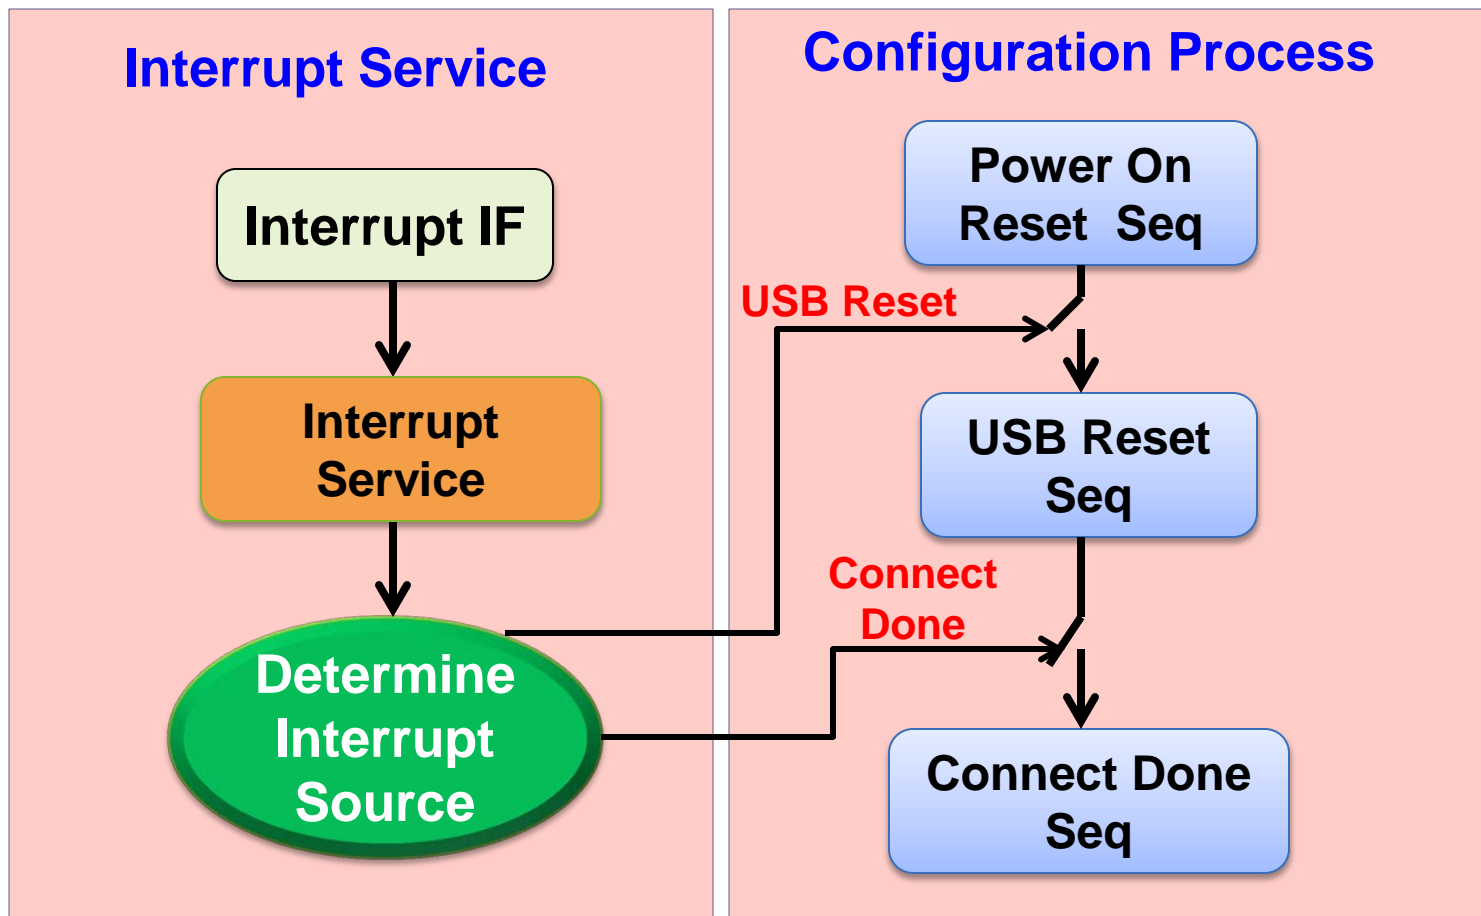 Interrupt Service
Interrupt IF
Interrupt
Service
Determine
Interrupt
Source
Configuration Process
Power On
Reset  Seq
USB Reset
USB Reset
Seq
Connect
Done
Connect Done
Seq